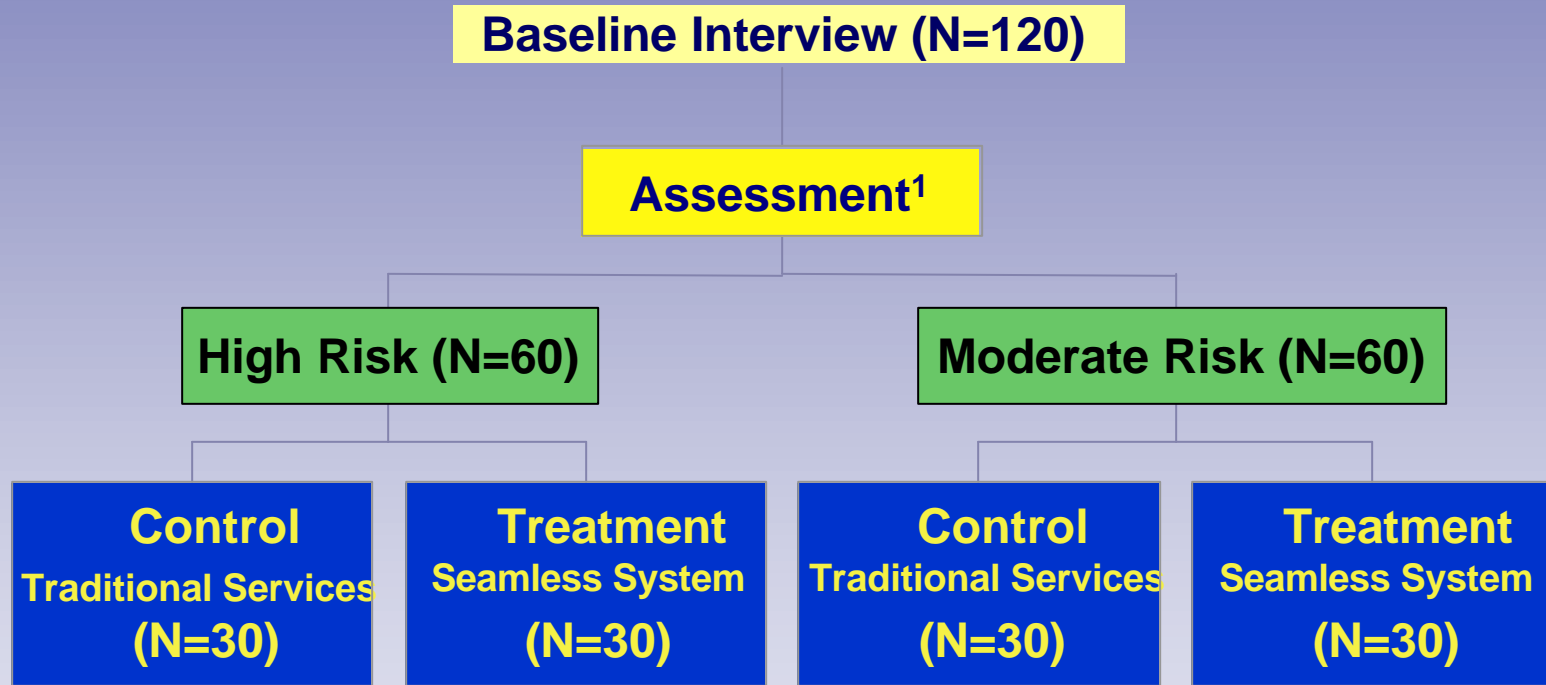 Baseline Interview (N=120)
Assessment¹
High Risk (N=60)
Moderate Risk (N=60)
Control
Traditional Services
(N=30)
Treatment
Seamless System
(N=30)
Control
Traditional Services
(N=30)
Treatment
Seamless System
(N=30)